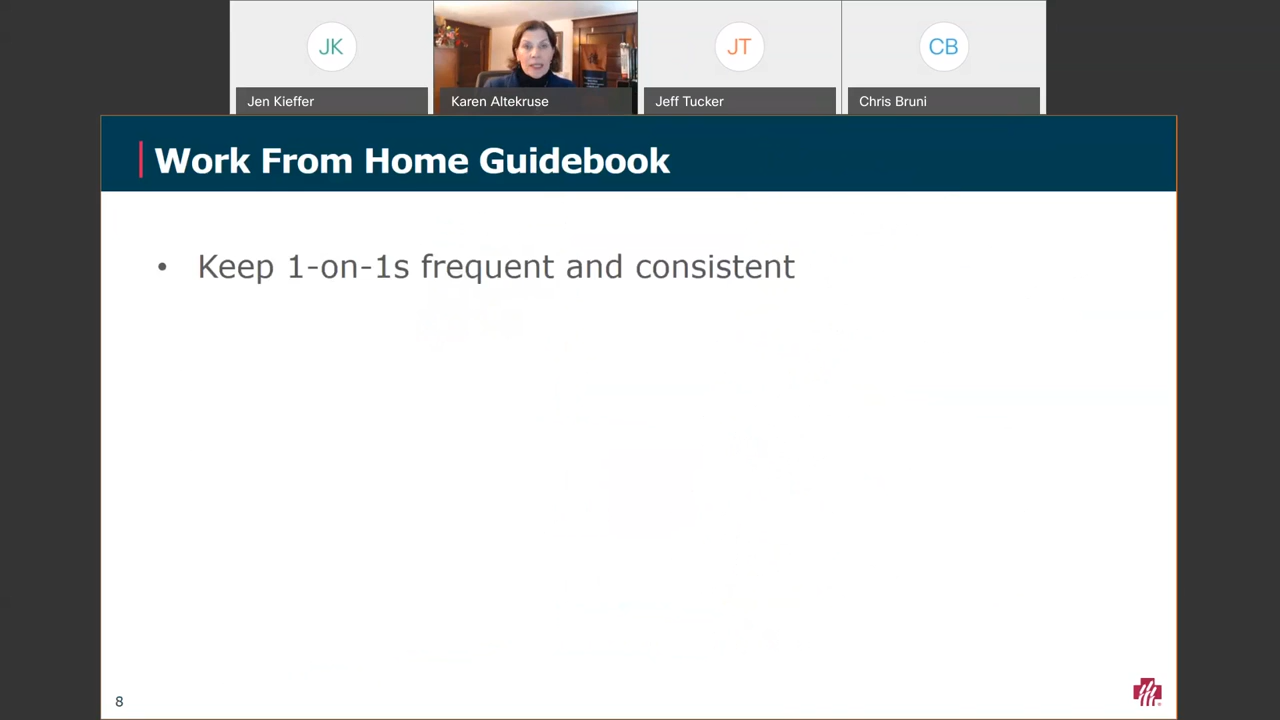 JK
JT
CB
Jen Kieffer
Karen Altekruse
Jeff Tucker
Chris Bruni
Work From Home Guidebook
• Keep 1-on-1s frequent and consistent
8